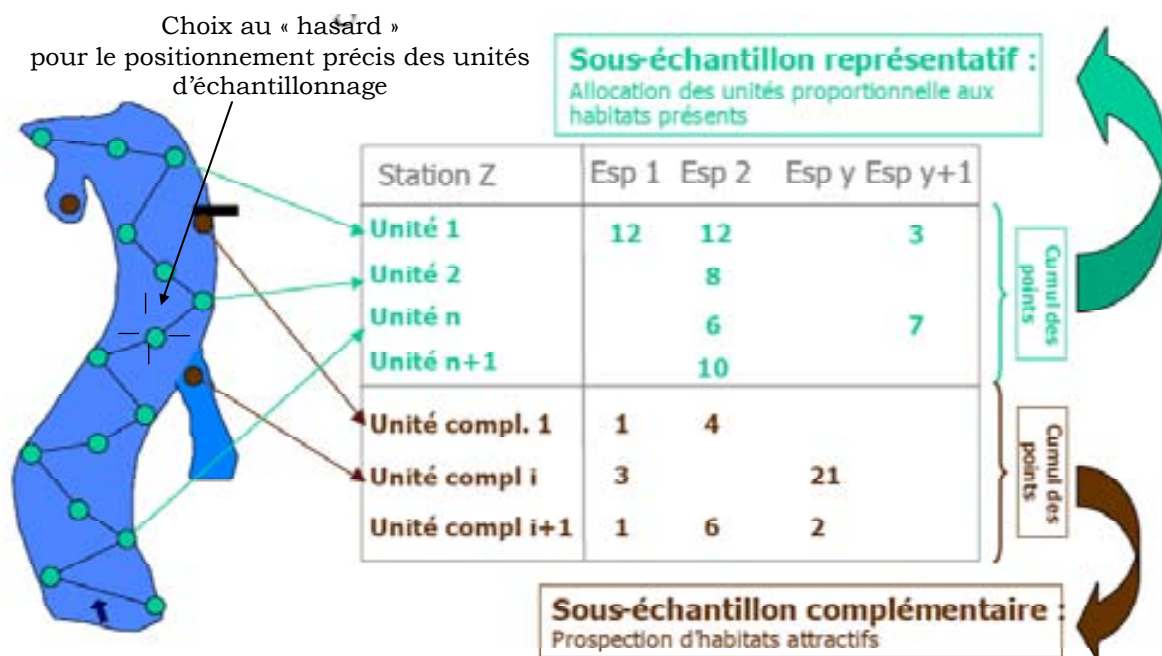 Choix au « hasard »
pour le positionnement précis des unités
d'échantillonnage
Sous-échantillon représentatif :
Allocation des unités proportionnelle aux
habitats présents
Station Z Esp 1 Esp 2 Esp y Esp y+1
Unité 1 12 12 3
Unité 2 8
Unité n 6 7
Unité n+1 10
Cumul des
points
Unité compl. 1 1 4
Unité compl i 3 21
Unité compl i+1 1 6 2
Cumul des
points
Sous-échantillon complémentaire :
Prospection d'habitats attractifs